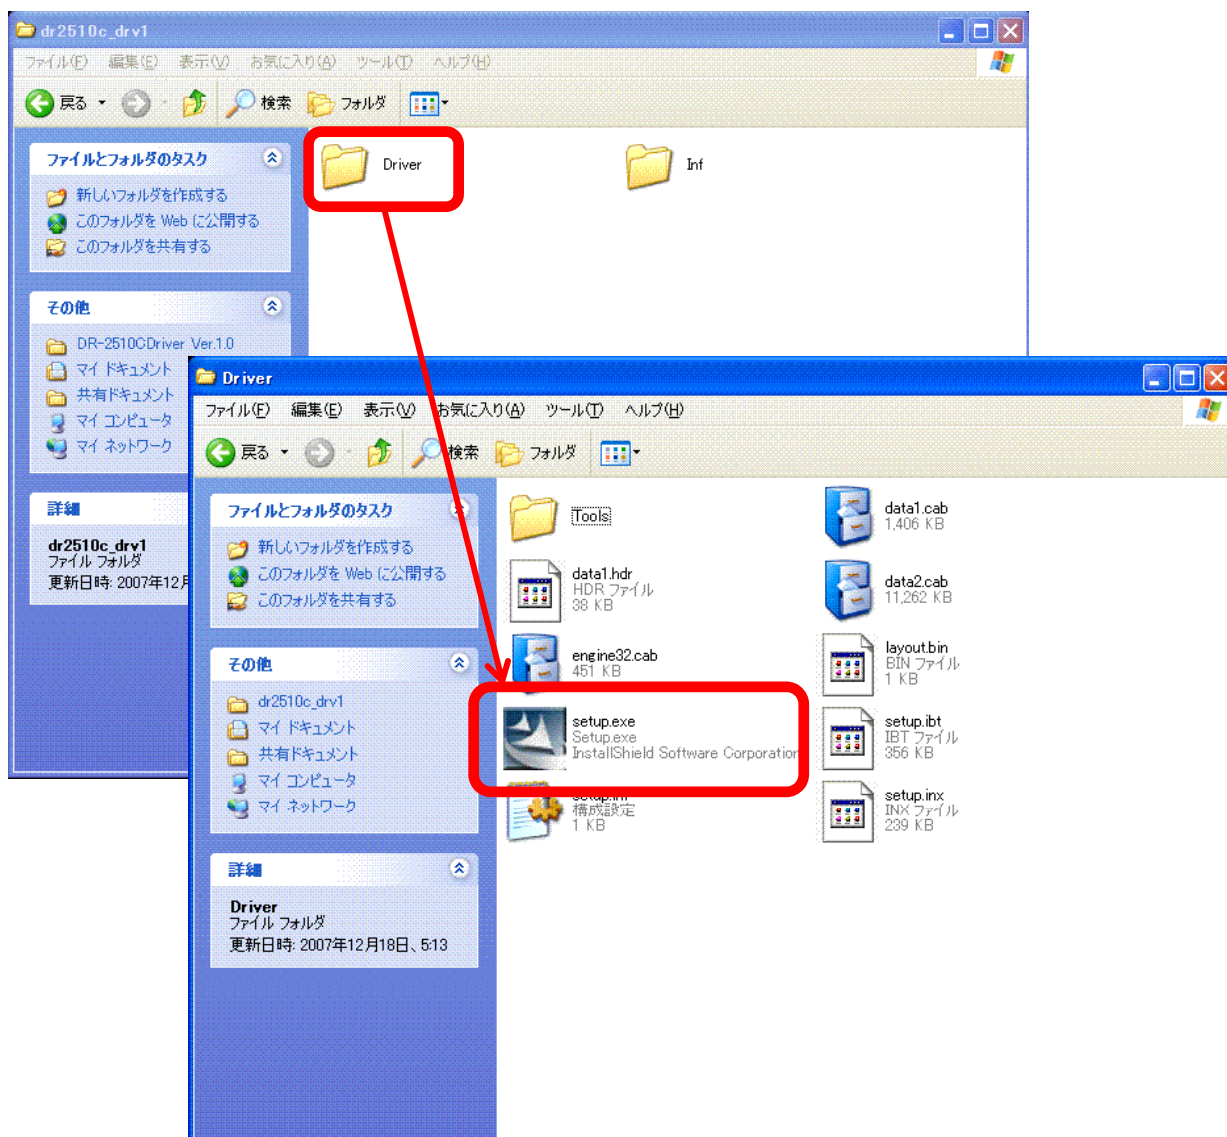 dr2510c_drv1
ファイル(F) 編集(E) 表示(V) お気に入り(A) ツール(T) ヘルプ(H)
戻る 検索 フォルダ
ファイルとフォルダのタスク
新しいフォルダを作成する
このフォルダを Web に公開する
このフォルダを共有する
その他
DR-2510CDriver Ver.1.0
マイ ドキュメント
共有ドキュメント
マイ コンピュータ
マイ ネットワーク
詳細
dr2510c_drv1
ファイル フォルダ
更新日時: 2007年12月
Driver
Inf
Driver
ファイル(F) 編集(E) 表示(V) お気に入り(A) ツール(T) ヘルプ(H)
戻る 検索 フォルダ
ファイルとフォルダのタスク
新しいフォルダを作成する
このフォルダを Web に公開する
このフォルダを共有する
その他
dr2510c_drv1
マイ ドキュメント
共有ドキュメント
マイ コンピュータ
マイ ネットワーク
詳細
Driver
ファイル フォルダ
更新日時: 2007年12月18日、5:13
Tools
data1.cab
1,406 KB
data1.hdr
HDR ファイル
38 KB
data2.cab
11,262 KB
engine32.cab
451 KB
layout.bin
BIN ファイル
1 KB
setup.exe
Setup.exe
InstallShield Software Corporation
setup.ibt
IBT ファイル
356 KB
構成設定
1 KB
setup.inx
INX ファイル
239 KB